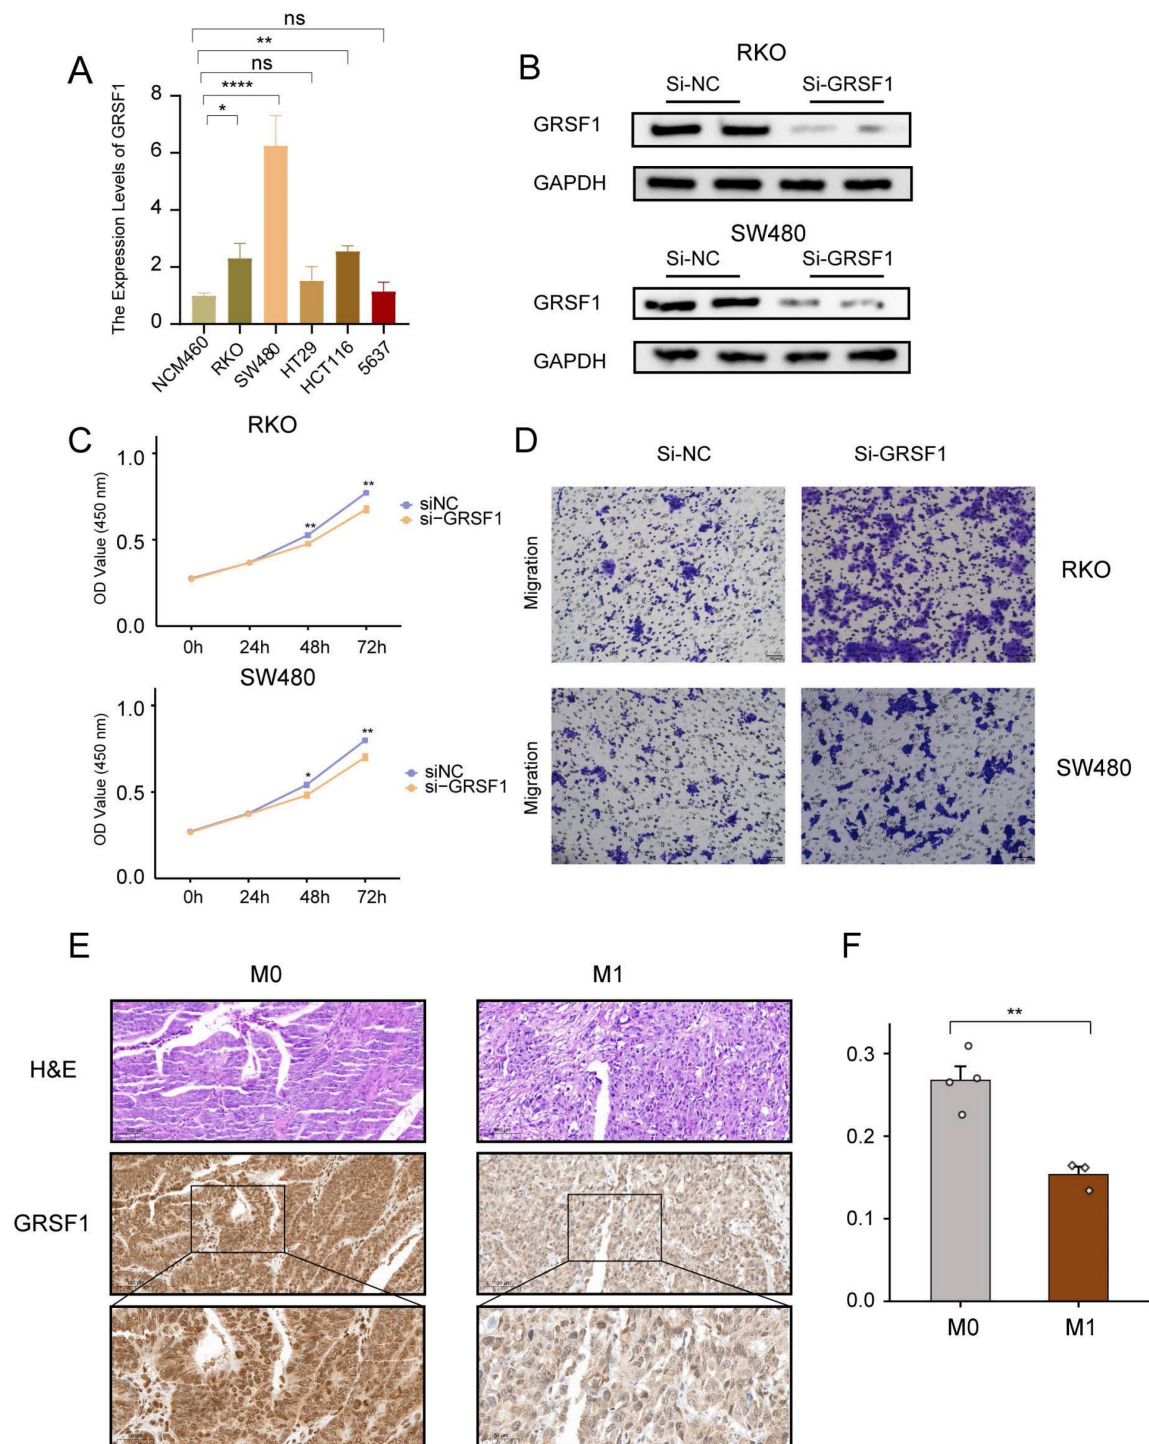 A
ns
**
ns
****
*
The Expression Levels of GRSF1
8
6
4
2
0
NCM460
RKO
SW480
HT29
HCT116
5637
B
RKO
Si-NC
Si-GRSF1
GRSF1
GAPDH
SW480
Si-NC
Si-GRSF1
GRSF1
GAPDH
C
RKO
OD Value (450 nm)
1.0
0.5
0.0
**
**
siNC
si-GRSF1
0h
24h
48h
72h
SW480
OD Value (450 nm)
1.0
0.5
0.0
*
**
siNC
si-GRSF1
0h
24h
48h
72h
D
Si-NC
Si-GRSF1
Migration
RKO
Migration
SW480
E
M0
M1
H&E
GRSF1
F
**
0.3
0.2
0.1
0.0
M0
M1